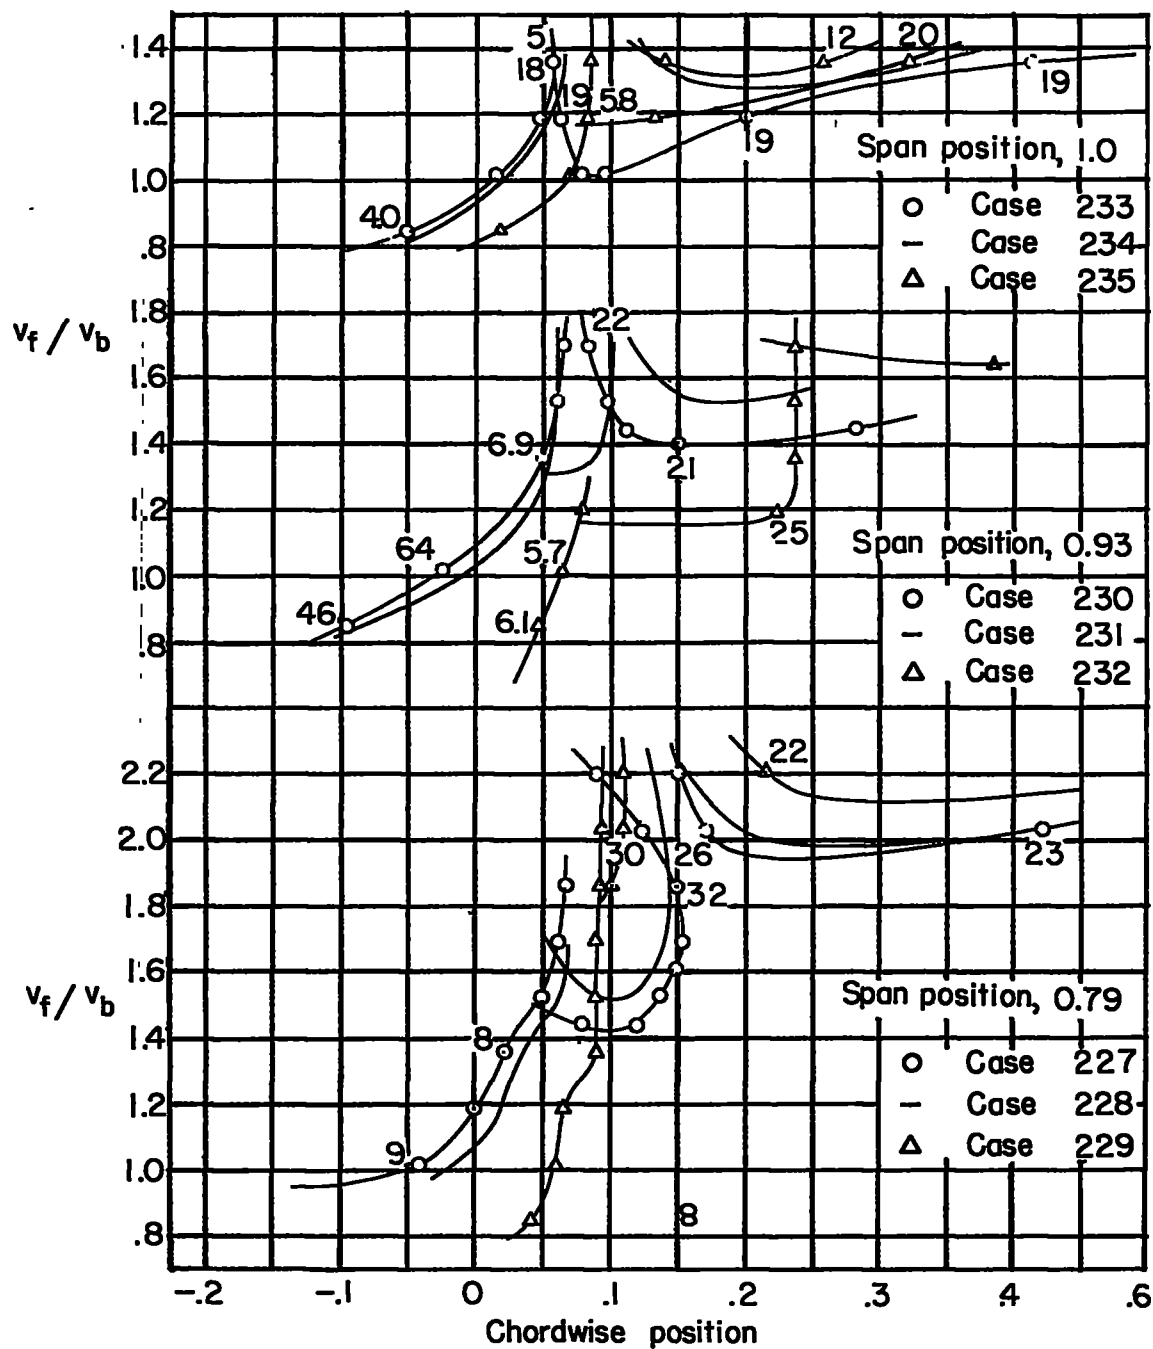 1.4
1.2
1.0
.8
5
18
19
58
40
12
20
19
19
Span position, 1.0
Case 233
Case 234
Case 235
vf / vb
1.8
1.6
1.4
1.2
1.0
.8
22
6.9
21
64
5.7
25
46
6.1
Span position, 0.93
Case 230
Case 231
Case 232
2.2
2.0
1.8
1.6
1.4
1.2
1.0
.8
22
30
26
23
32
8
9
8
vf / vb
Span position, 0.79
Case 227
Case 228
Case 229
-.2 -.1 0 .1 .2 .3 .4 .6
Chordwise position